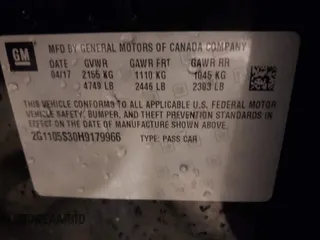 GM
MFD BY GENERAL MOTORS OF CANADA COMPANY
DATE GVWR GAWR FRT GAWR RR
04/17 2155 KG 1110 KG 1045 KG
4749 LB 2446 LB 2303 LB
THIS VEHICLE CONFORMS TO ALL APPLICABLE U.S. FEDERAL MOTOR
VEHICLE SAFETY, BUMPER, AND THEFT PREVENTION STANDARDS IN
EFFECT ON THE DATE OF MANUFACTURE SHOWN ABOVE.
2G1105S30H9179966 TYPE: PASS CAR